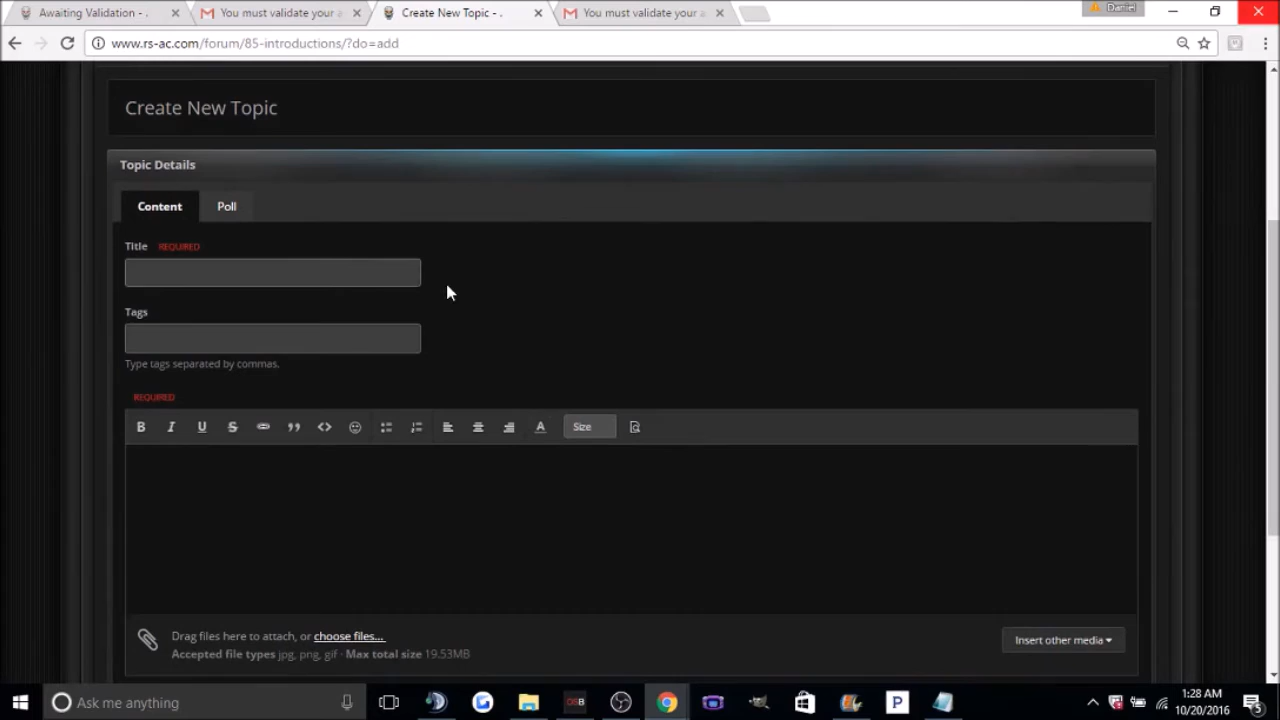 Awaiting Validation - .
You must validate your a
Create New Topic - .
You must validate your a
Daniel
www.rs-ac.com/forum/85-introductions/?do=add
Create New Topic
Topic Details
Content
Poll
Title REQUIRED
Tags
Type tags separated by commas.
REQUIRED
B I U S
A
Size
Drag files here to attach, or choose files...
Accepted file types jpg, png, gif · Max total size 19.53MB
Insert other media
Ask me anything
OSB
P
1:28 AM
10/20/2016
5